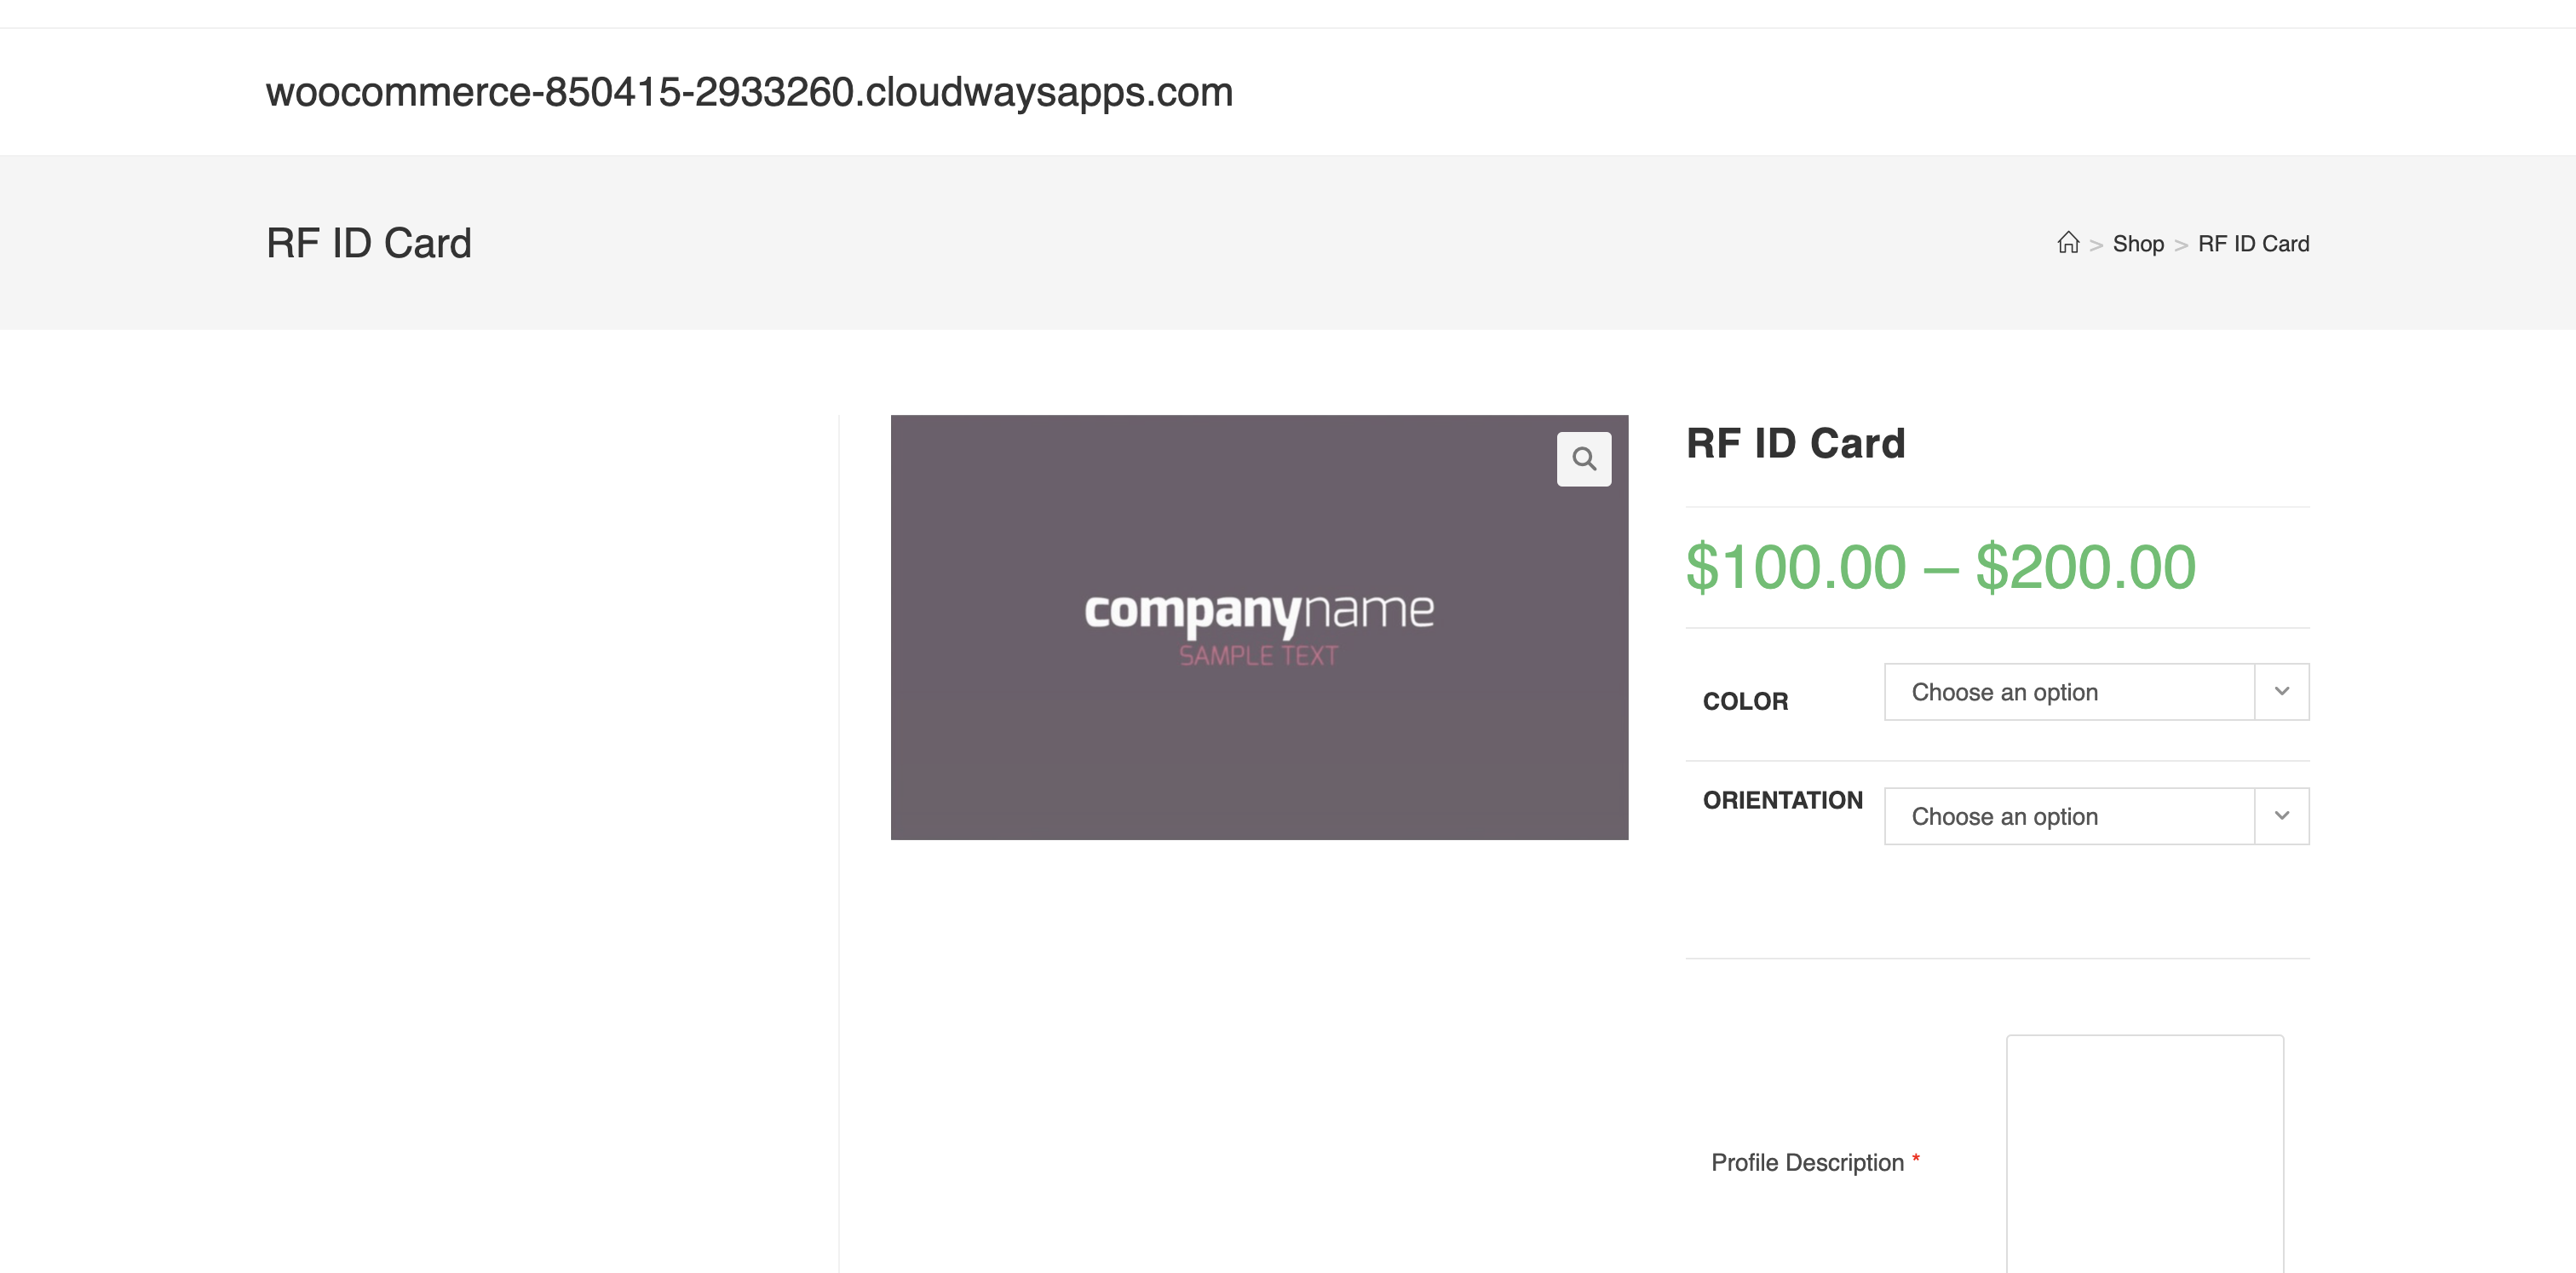 woocommerce-850415-2933260.cloudwaysapps.com
RF ID Card
> Shop > RF ID Card
companyname
SAMPLE TEXT
RF ID Card
$100.00 – $200.00
COLOR
Choose an option
ORIENTATION
Choose an option
Profile Description *